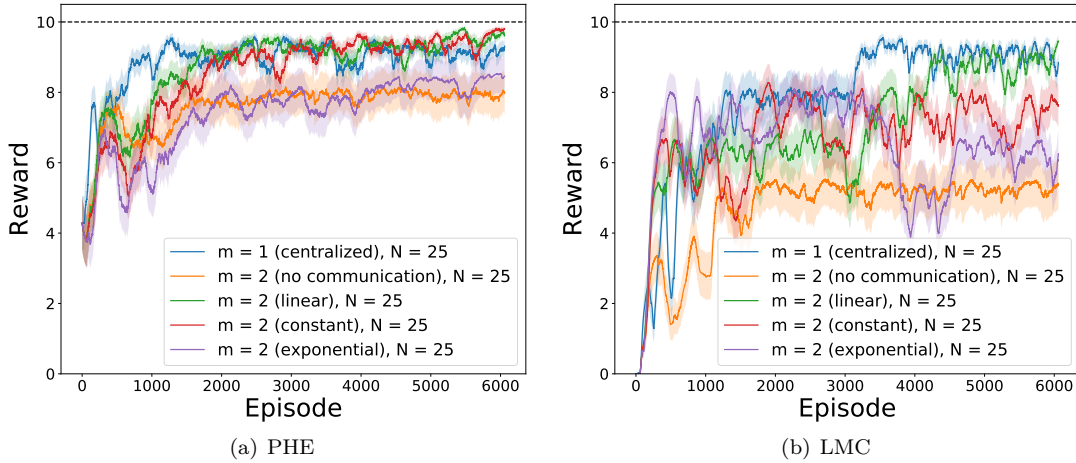 10
8
6
4
2
0
Reward
m = 1 (centralized), N = 25
m = 2 (no communication), N = 25
m = 2 (linear), N = 25
m = 2 (constant), N = 25
m = 2 (exponential), N = 25
0 1000 2000 3000 4000 5000 6000
Episode
(a) PHE
10
8
6
4
2
0
Reward
m = 1 (centralized), N = 25
m = 2 (no communication), N = 25
m = 2 (linear), N = 25
m = 2 (constant), N = 25
m = 2 (exponential), N = 25
0 1000 2000 3000 4000 5000 6000
Episode
(b) LMC